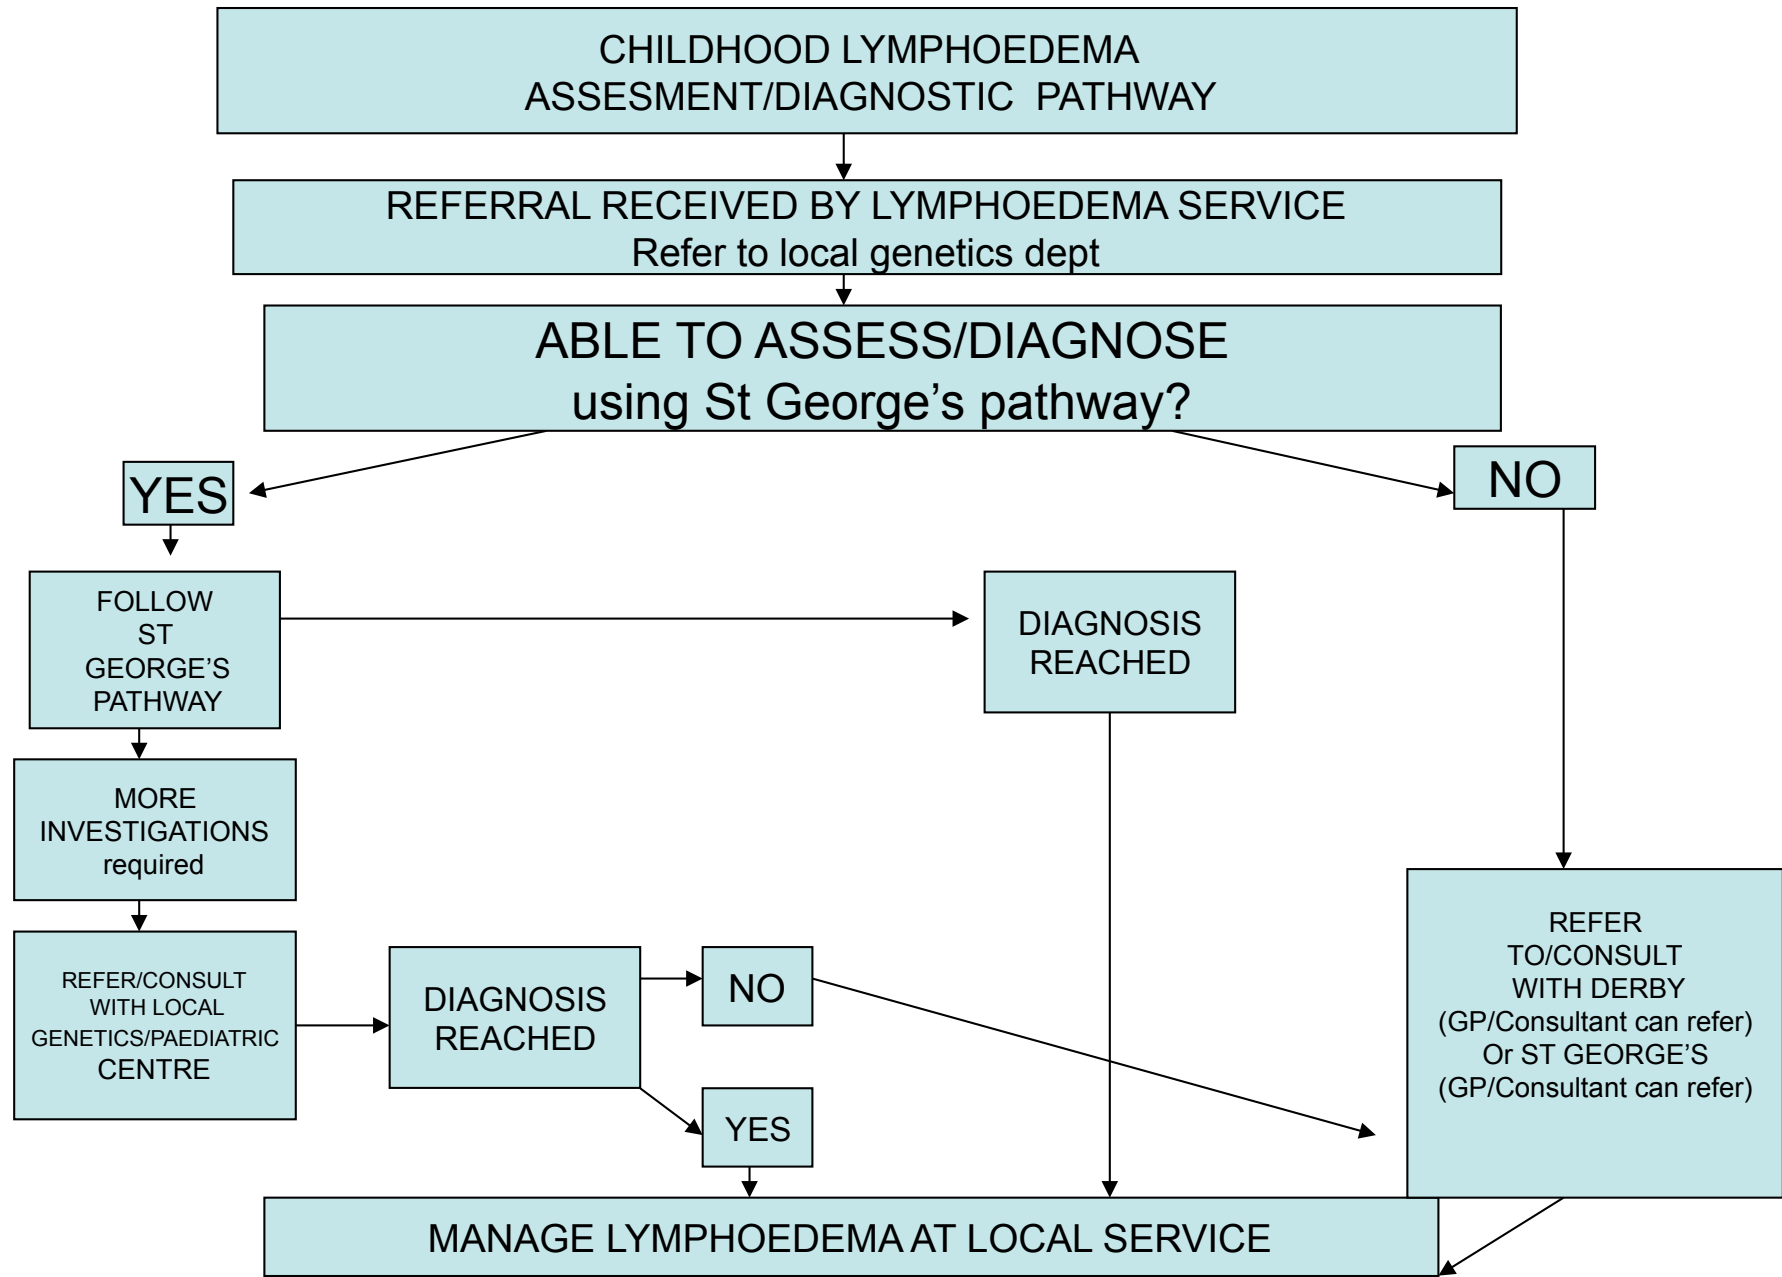 CHILDHOOD LYMPHOEDEMA
ASSESMENT/DIAGNOSTIC PATHWAY
REFERRAL RECEIVED BY LYMPHOEDEMA SERVICE
Refer to local genetics dept
ABLE TO ASSESS/DIAGNOSE
using St George’s pathway?
YES
NO
FOLLOW
ST
GEORGE’S
PATHWAY
DIAGNOSIS
REACHED
MORE
INVESTIGATIONS
required
REFER/CONSULT
WITH LOCAL
GENETICS/PAEDIATRIC
CENTRE
DIAGNOSIS
REACHED
NO
YES
REFER
TO/CONSULT
WITH DERBY
(GP/Consultant can refer)
Or ST GEORGE’S
(GP/Consultant can refer)
MANAGE LYMPHOEDEMA AT LOCAL SERVICE